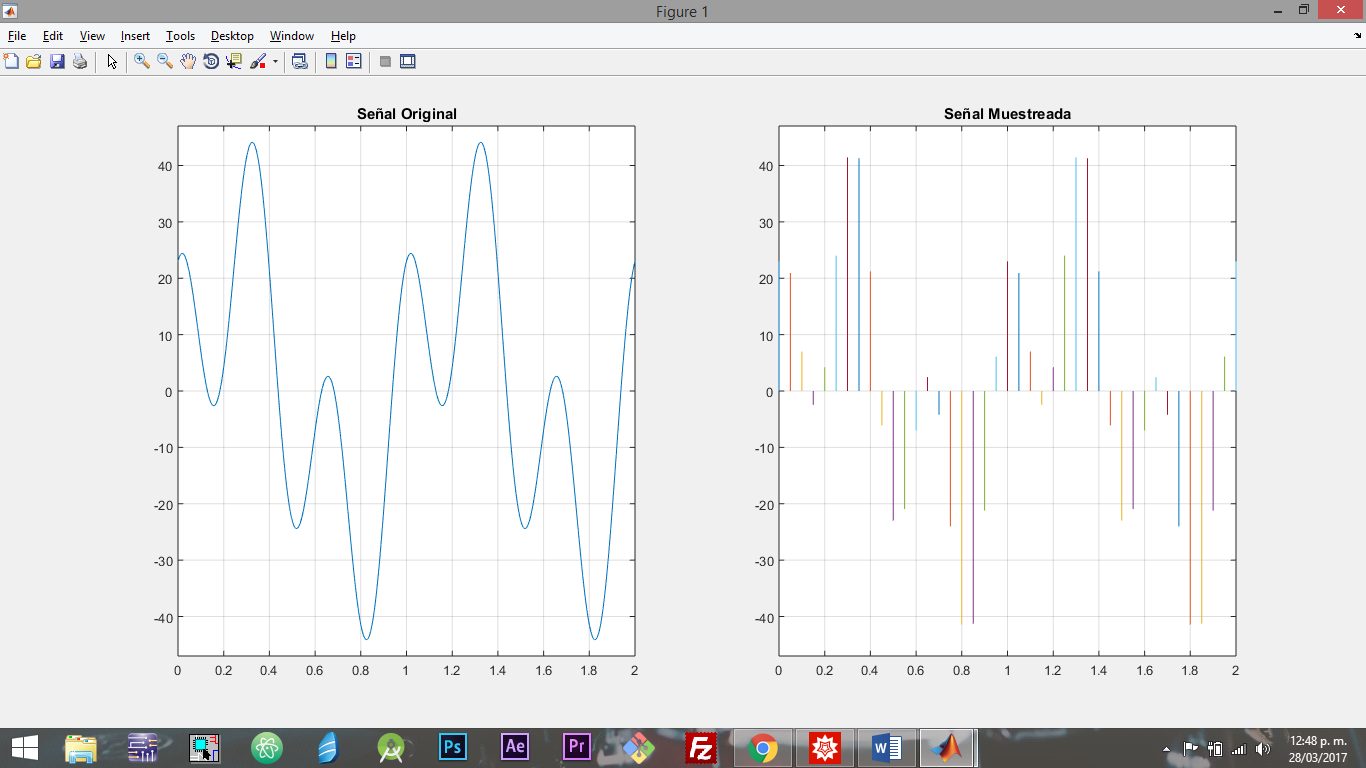 Figure 1
File Edit View Insert Tools Desktop Window Help
Señal Original
40
30
20
10
0
-10
-20
-30
-40
0 0.2 0.4 0.6 0.8 1 1.2 1.4 1.6 1.8 2
Señal Muestreada
40
30
20
10
0
-10
-20
-30
-40
0 0.2 0.4 0.6 0.8 1 1.2 1.4 1.6 1.8 2
Ps Ae Pr Fz W
12:48 p. m.
28/03/2017